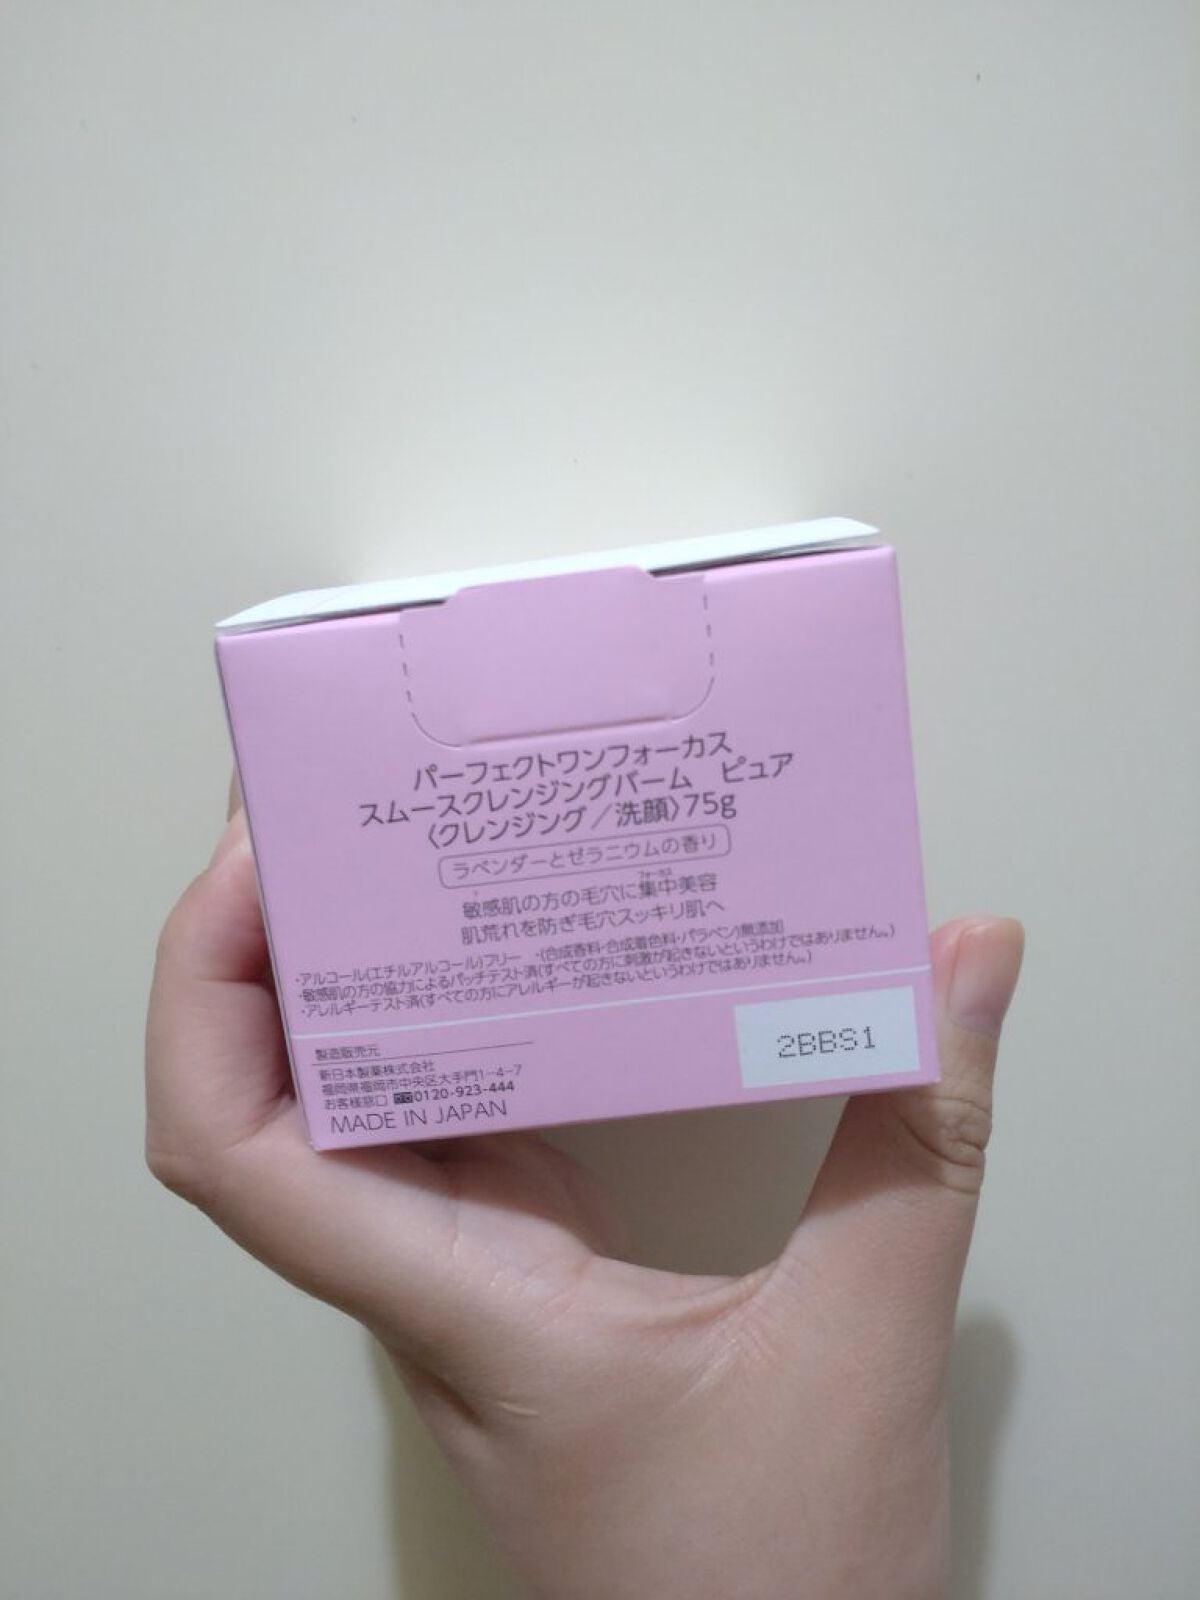 パーフェクトワンフォーカス
スムースクレンジングバーム ピュア
〈クレンジング/洗顔〉75g
ラベンダーとゼラニウムの香り
フォーカス
敏感肌の方の毛穴に集中美容
肌荒れを防ぎ毛穴スッキリ肌へ
・アルコール(エチルアルコール)フリー ・(合成香料・合成着色料・パラベン)無添加
・敏感肌の方の協力によるパッチテスト済(すべての方に刺激が起きないというわけではありません。)
・アレルギーテスト済(すべての方にアレルギーが起きないというわけではありません。)
製造販売元
新日本製薬株式会社
福岡県福岡市中央区大手門1-4-7
お客様窓口 0120-923-444
MADE IN JAPAN
2BBS1